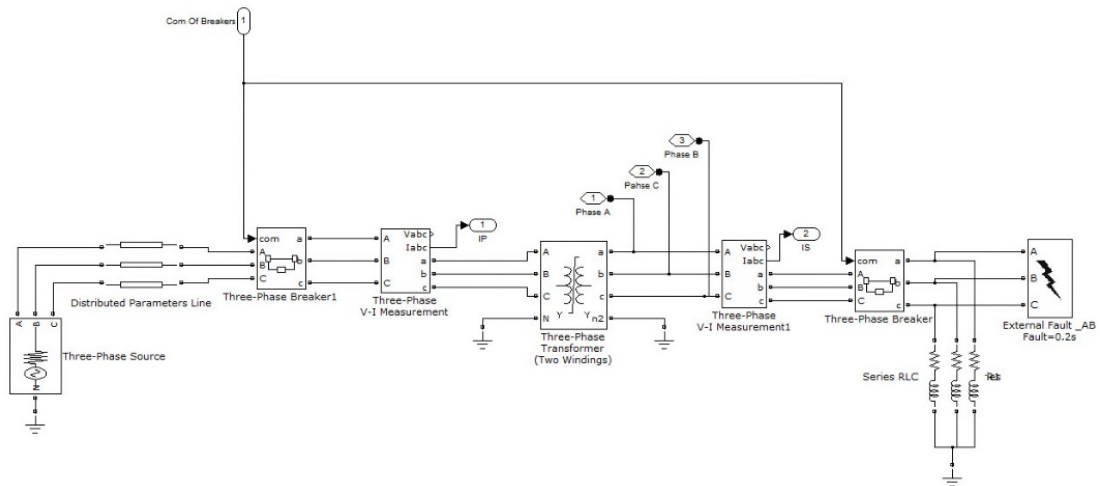 Com Of Breakers
1
3
Phase B
2
Pahse C
1
Phase A
1
IP
2
IS
com
A
B
C
a
b
c
Three-Phase Breaker1
A
B
C
Vabc
Iabc
a
b
c
Three-Phase
V-I Measurement
A
B
C
N
a
b
c
n2
Y
Y
Three-Phase
Transformer
(Two Windings)
A
B
C
Vabc
Iabc
a
b
c
Three-Phase
V-I Measurement1
com
A
B
C
a
b
c
Three-Phase Breaker
A
B
C
External Fault _AB
Fault=0.2s
Distributed Parameters Line
A
B
C
N
Three-Phase Source
Series RLC